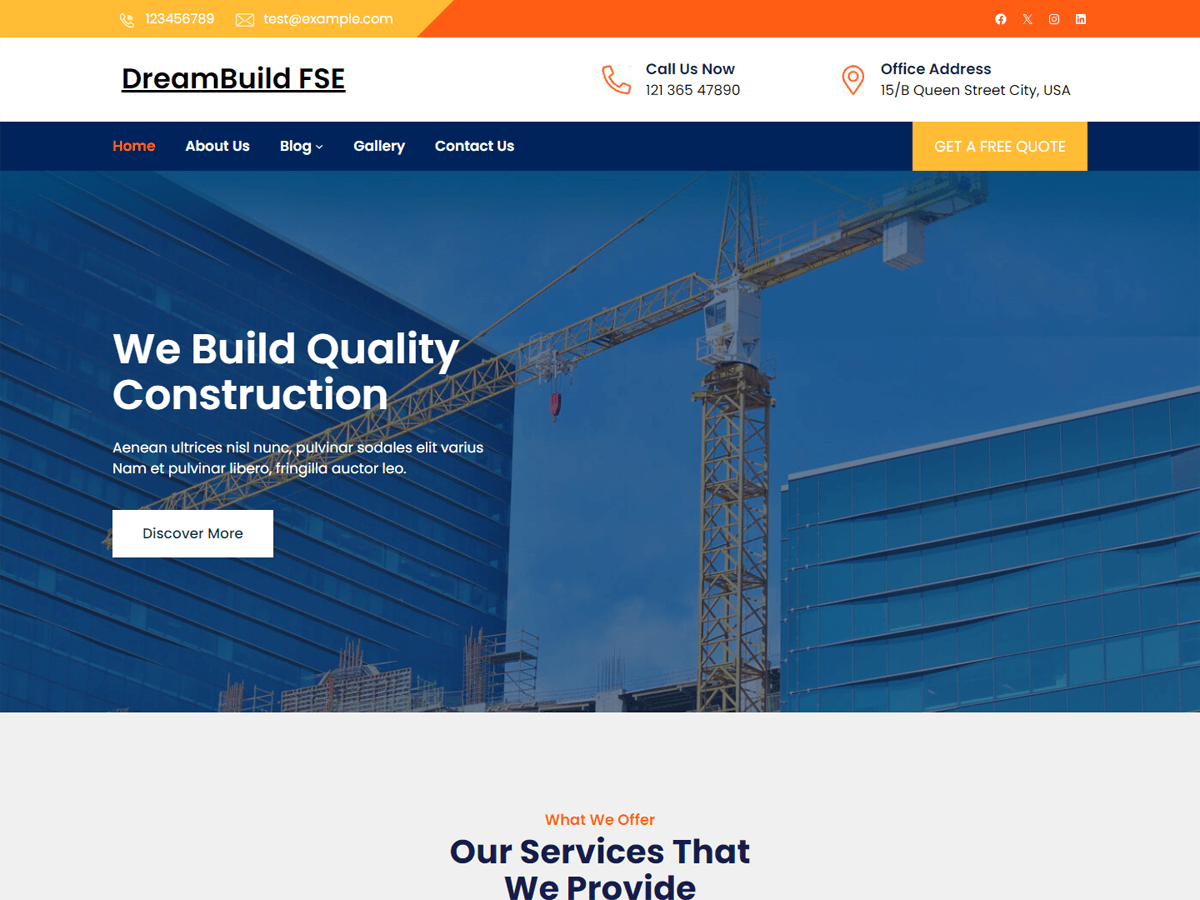 123456789 test@example.com
DreamBuild FSE
Call Us Now
121 365 47890
Office Address
15/B Queen Street City, USA
Home About Us Blog Gallery Contact Us GET A FREE QUOTE
We Build Quality
Construction
Aenean ultrices nisl nunc, pulvinar sodales elit varius
Nam et pulvinar libero, fringilla auctor leo.
Discover More
What We Offer
Our Services That
We Provide